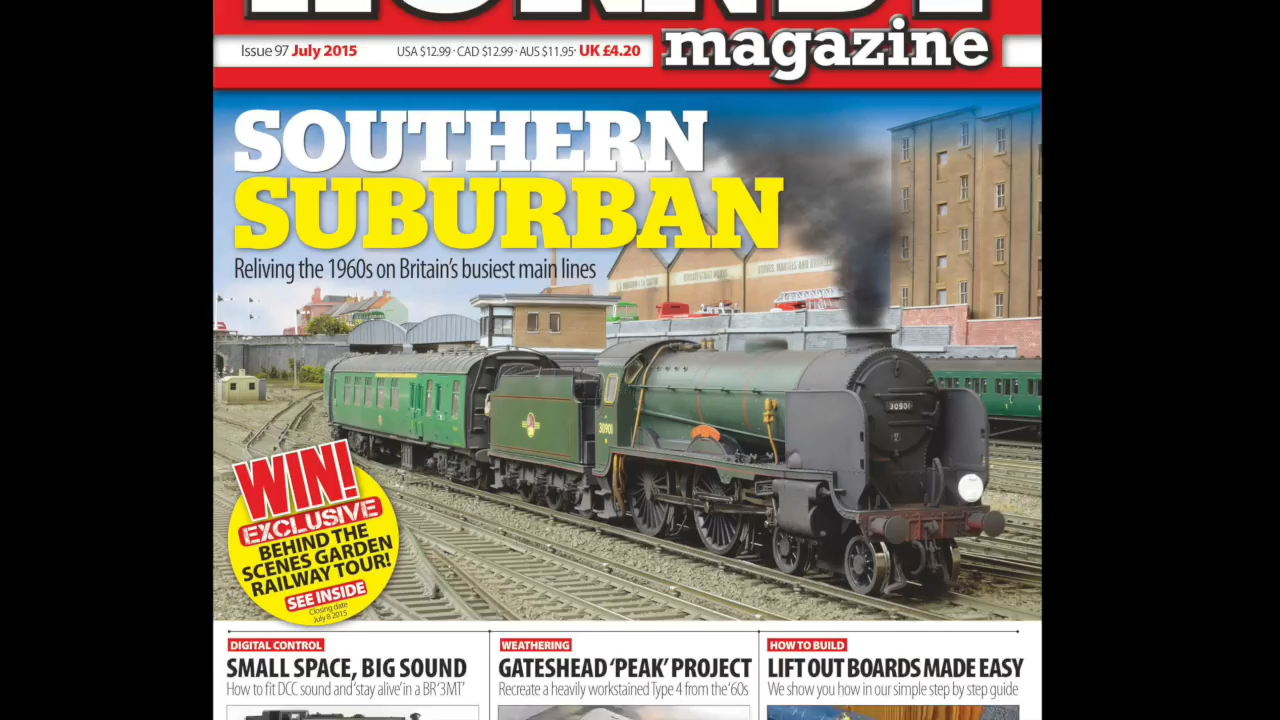 HORNBY
magazine
Issue 97 July 2015
USA $12.99 · CAD $12.99 · AUS $11.95 · UK £4.20
SOUTHERN
SUBURBAN
Reliving the 1960s on Britain's busiest main lines
30901
30901
WIN!
EXCLUSIVE
BEHIND THE
SCENES GARDEN
RAILWAY TOUR!
SEE INSIDE
Closing date
July 8 2015
DIGITAL CONTROL
SMALL SPACE, BIG SOUND
How to fit DCC sound and 'stay alive' in a BR '3MT'
WEATHERING
GATESHEAD 'PEAK' PROJECT
Recreate a heavily workstained Type 4 from the '60s
HOW TO BUILD
LIFT OUT BOARDS MADE EASY
We show you how in our simple step by step guide